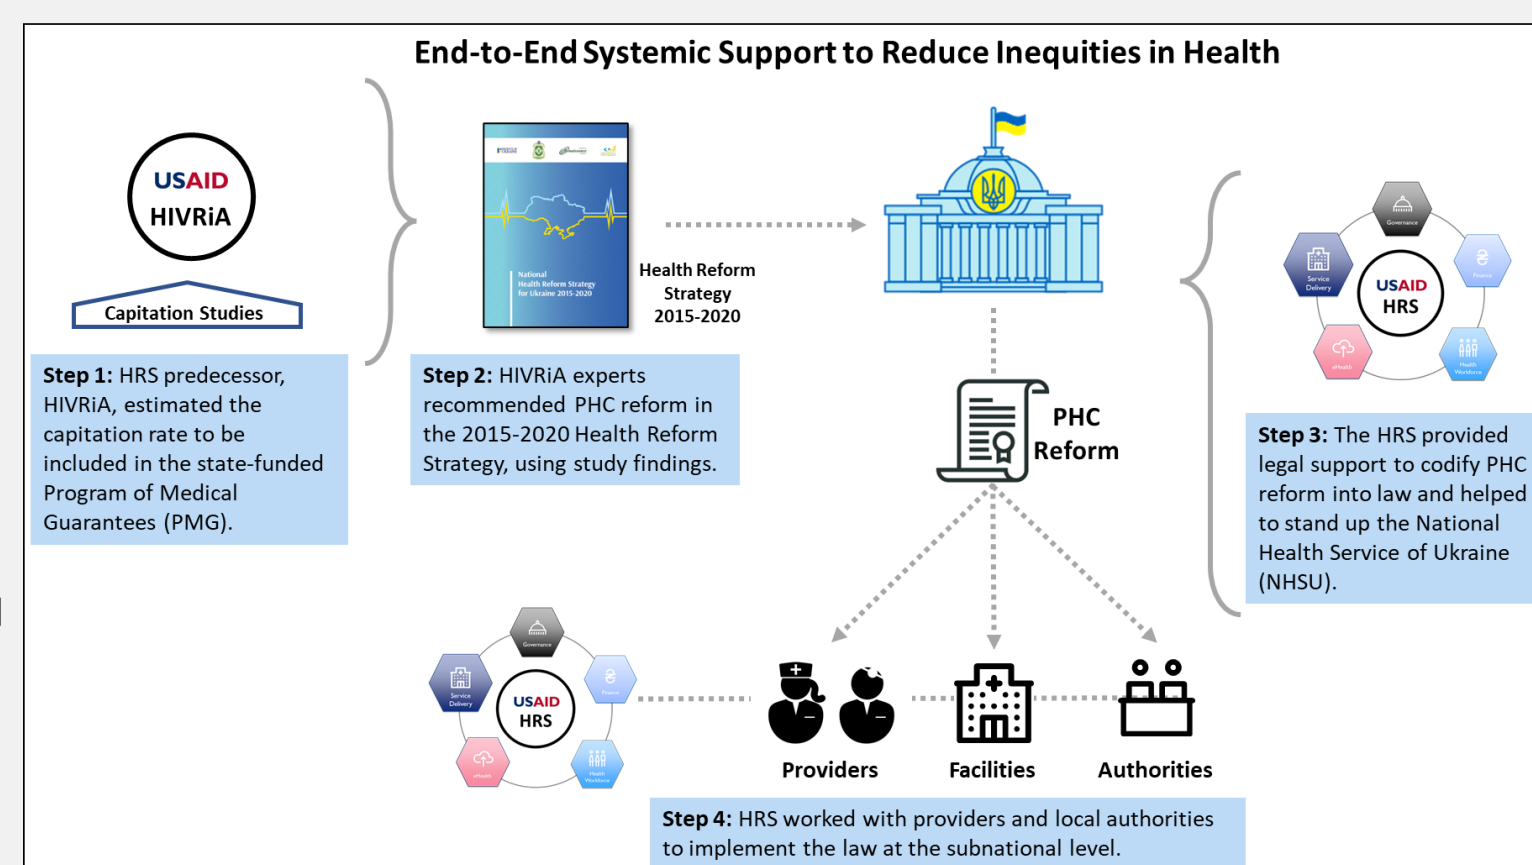 End-to-End Systemic Support to Reduce Inequities in Health
USAID
HIVRiA
Capitation Studies
Step 1: HRS predecessor,
HIVRiA, estimated the
capitation rate to be
included in the state-funded
Program of Medical
Guarantees (PMG).
National
Health Reform Strategy
for Ukraine 2015-2020
Health Reform
Strategy
2015-2020
Step 2: HIVRiA experts
recommended PHC reform in
the 2015-2020 Health Reform
Strategy, using study findings.
PHC
Reform
Governance
Service
Delivery
Finance
USAID
HRS
eHealth
Health
Workforce
Step 3: The HRS provided
legal support to codify PHC
reform into law and helped
to stand up the National
Health Service of Ukraine
(NHSU).
Governance
Service
Delivery
Finance
USAID
HRS
eHealth
Health
Workforce
Providers
Facilities
Authorities
Step 4: HRS worked with providers and local authorities
to implement the law at the subnational level.